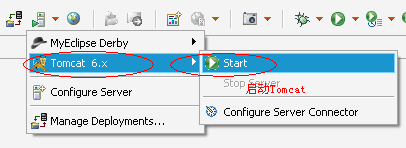 MyEclipse Derby
Tomcat 6.x
Start
Stop Server
启动Tomcat
Configure Server
Configure Server Connector
Manage Deployments...